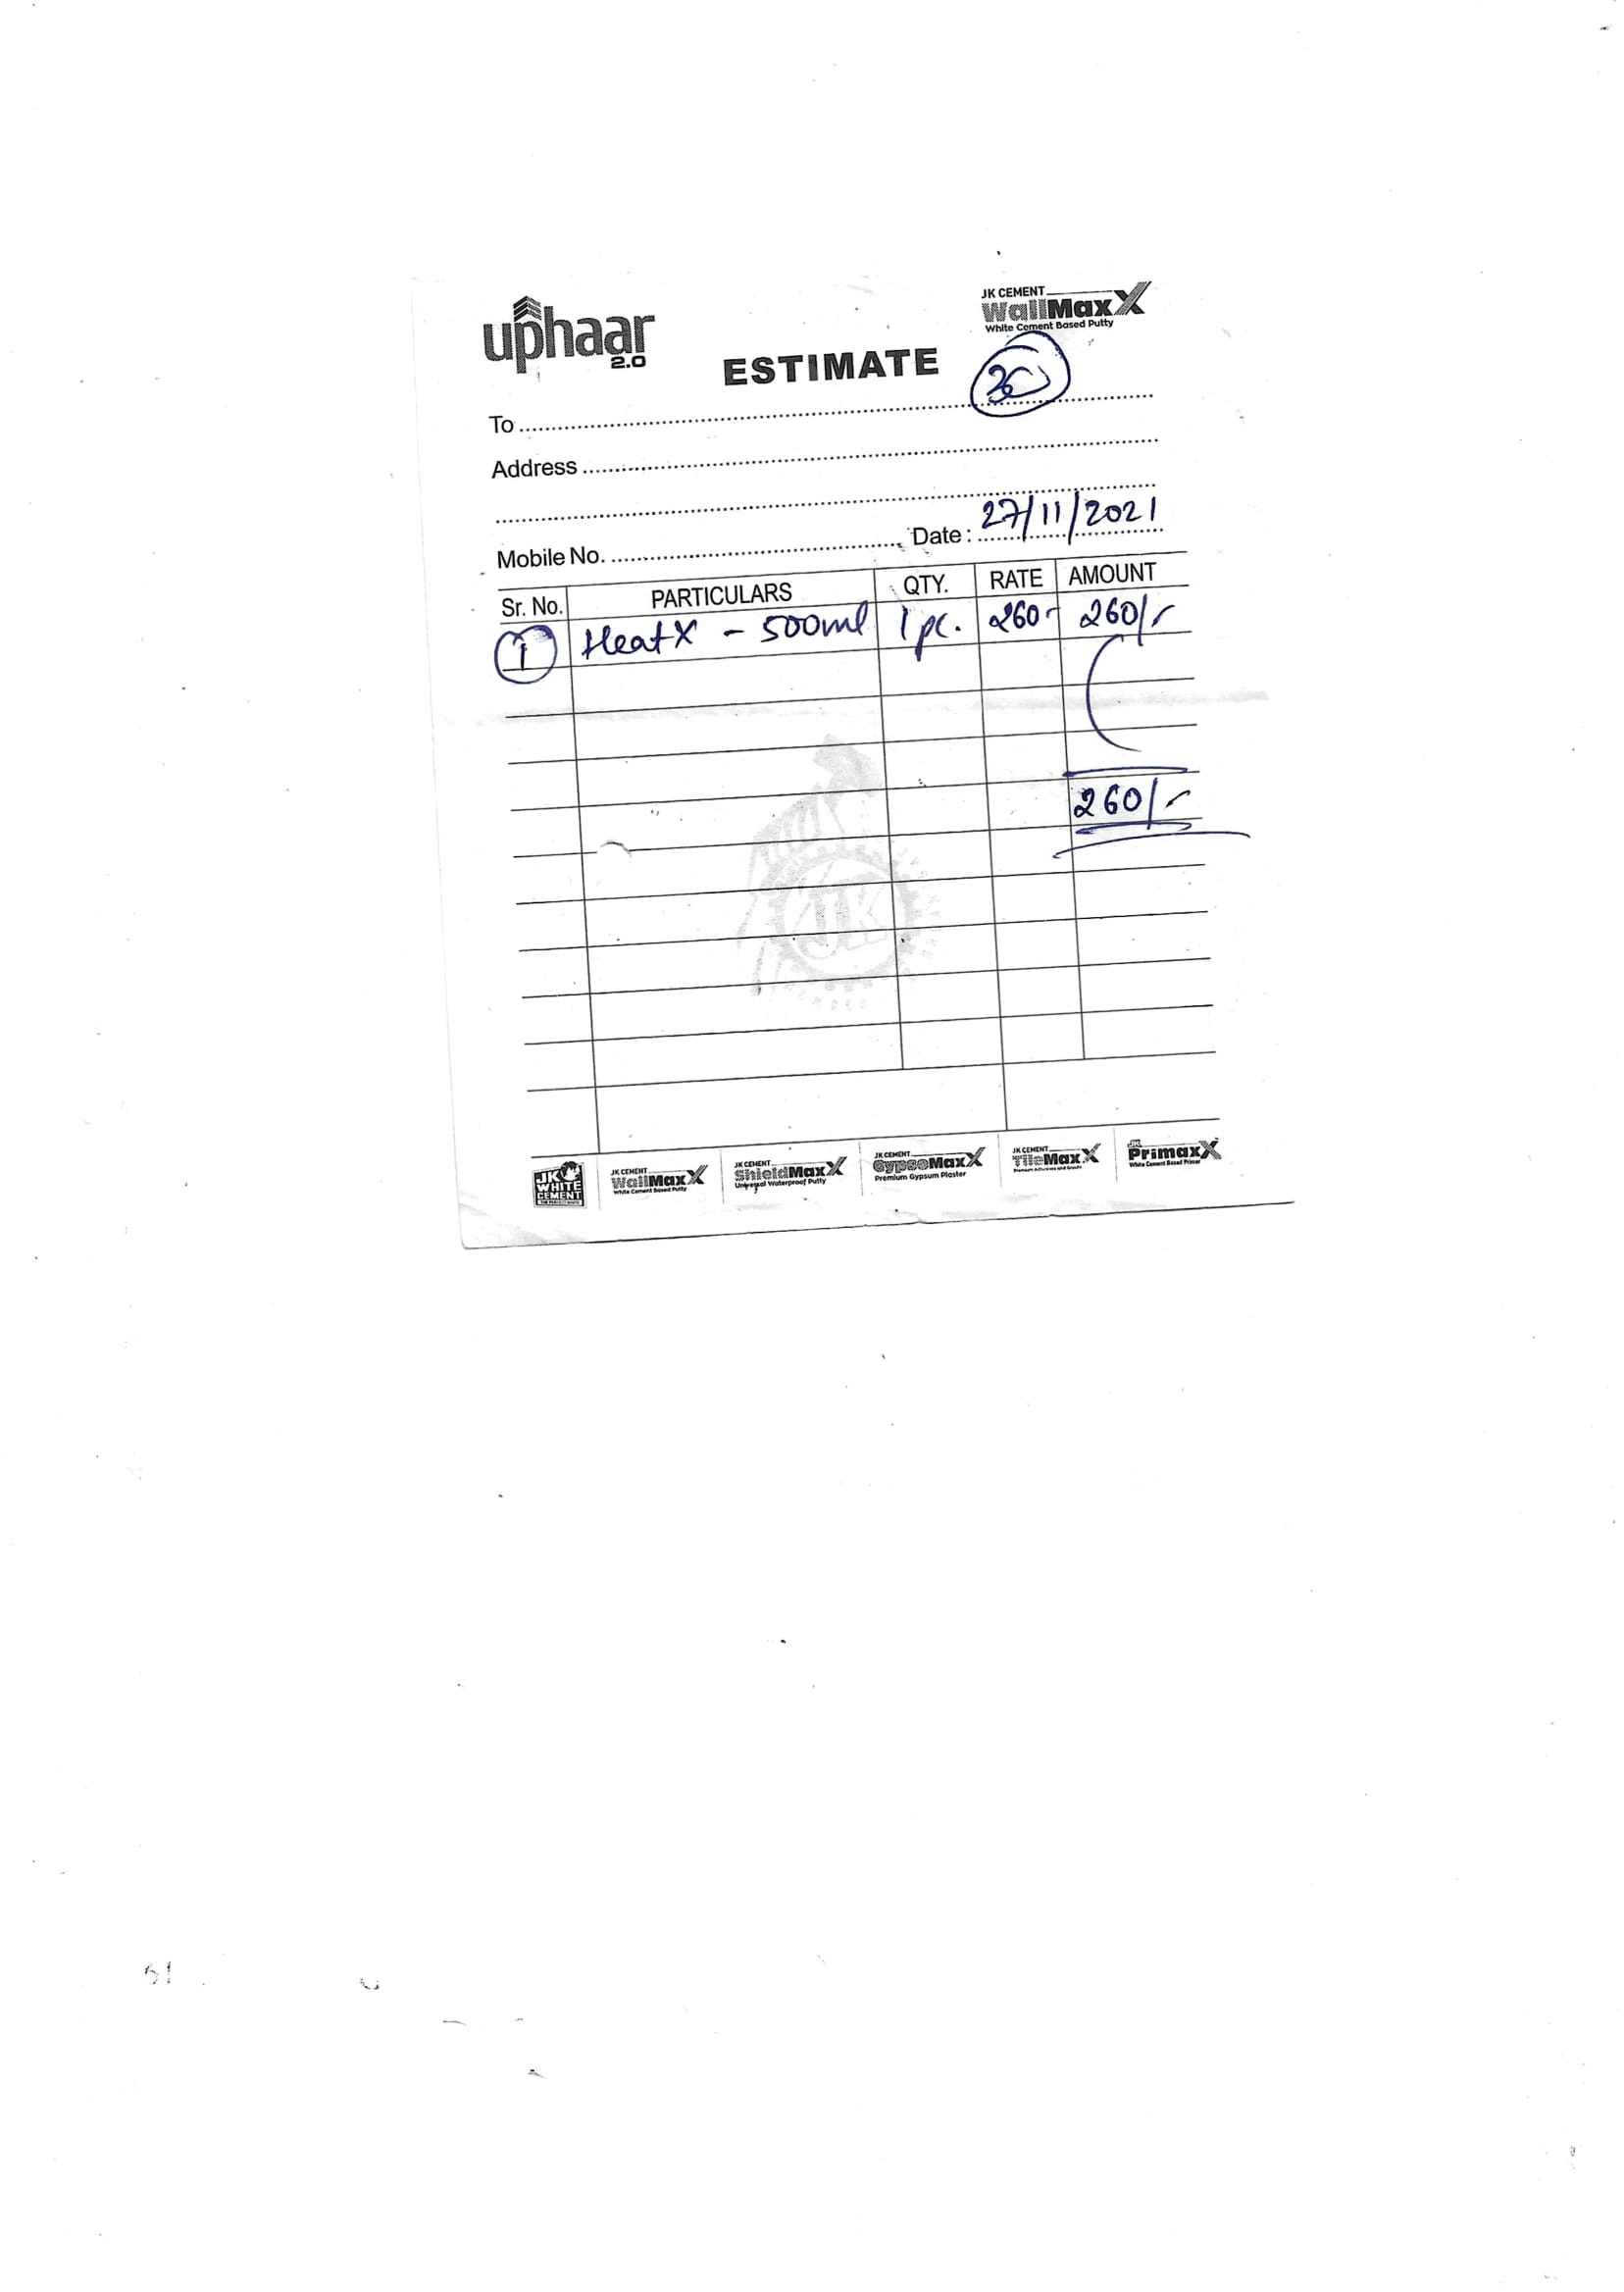 uphaar 2.0
JK CEMENT
WallMaxX
White Cement Based Putty
ESTIMATE
To
Address
Mobile No. Date: 27/11/2021
Sr. No. PARTICULARS QTY. RATE AMOUNT
1 HeatX - 500ml 1 pc. 260- 260/-
260/-
JK
JK WHITE CEMENT
JK CEMENT WallMaxX White Cement Based Putty
JK CEMENT ShieldMaxX Universal Waterproof Putty
JK CEMENT GypsoMaxX Premium Gypsum Plaster
JK CEMENT TileMaxX
JK PrimaxX White Cement Based Primer